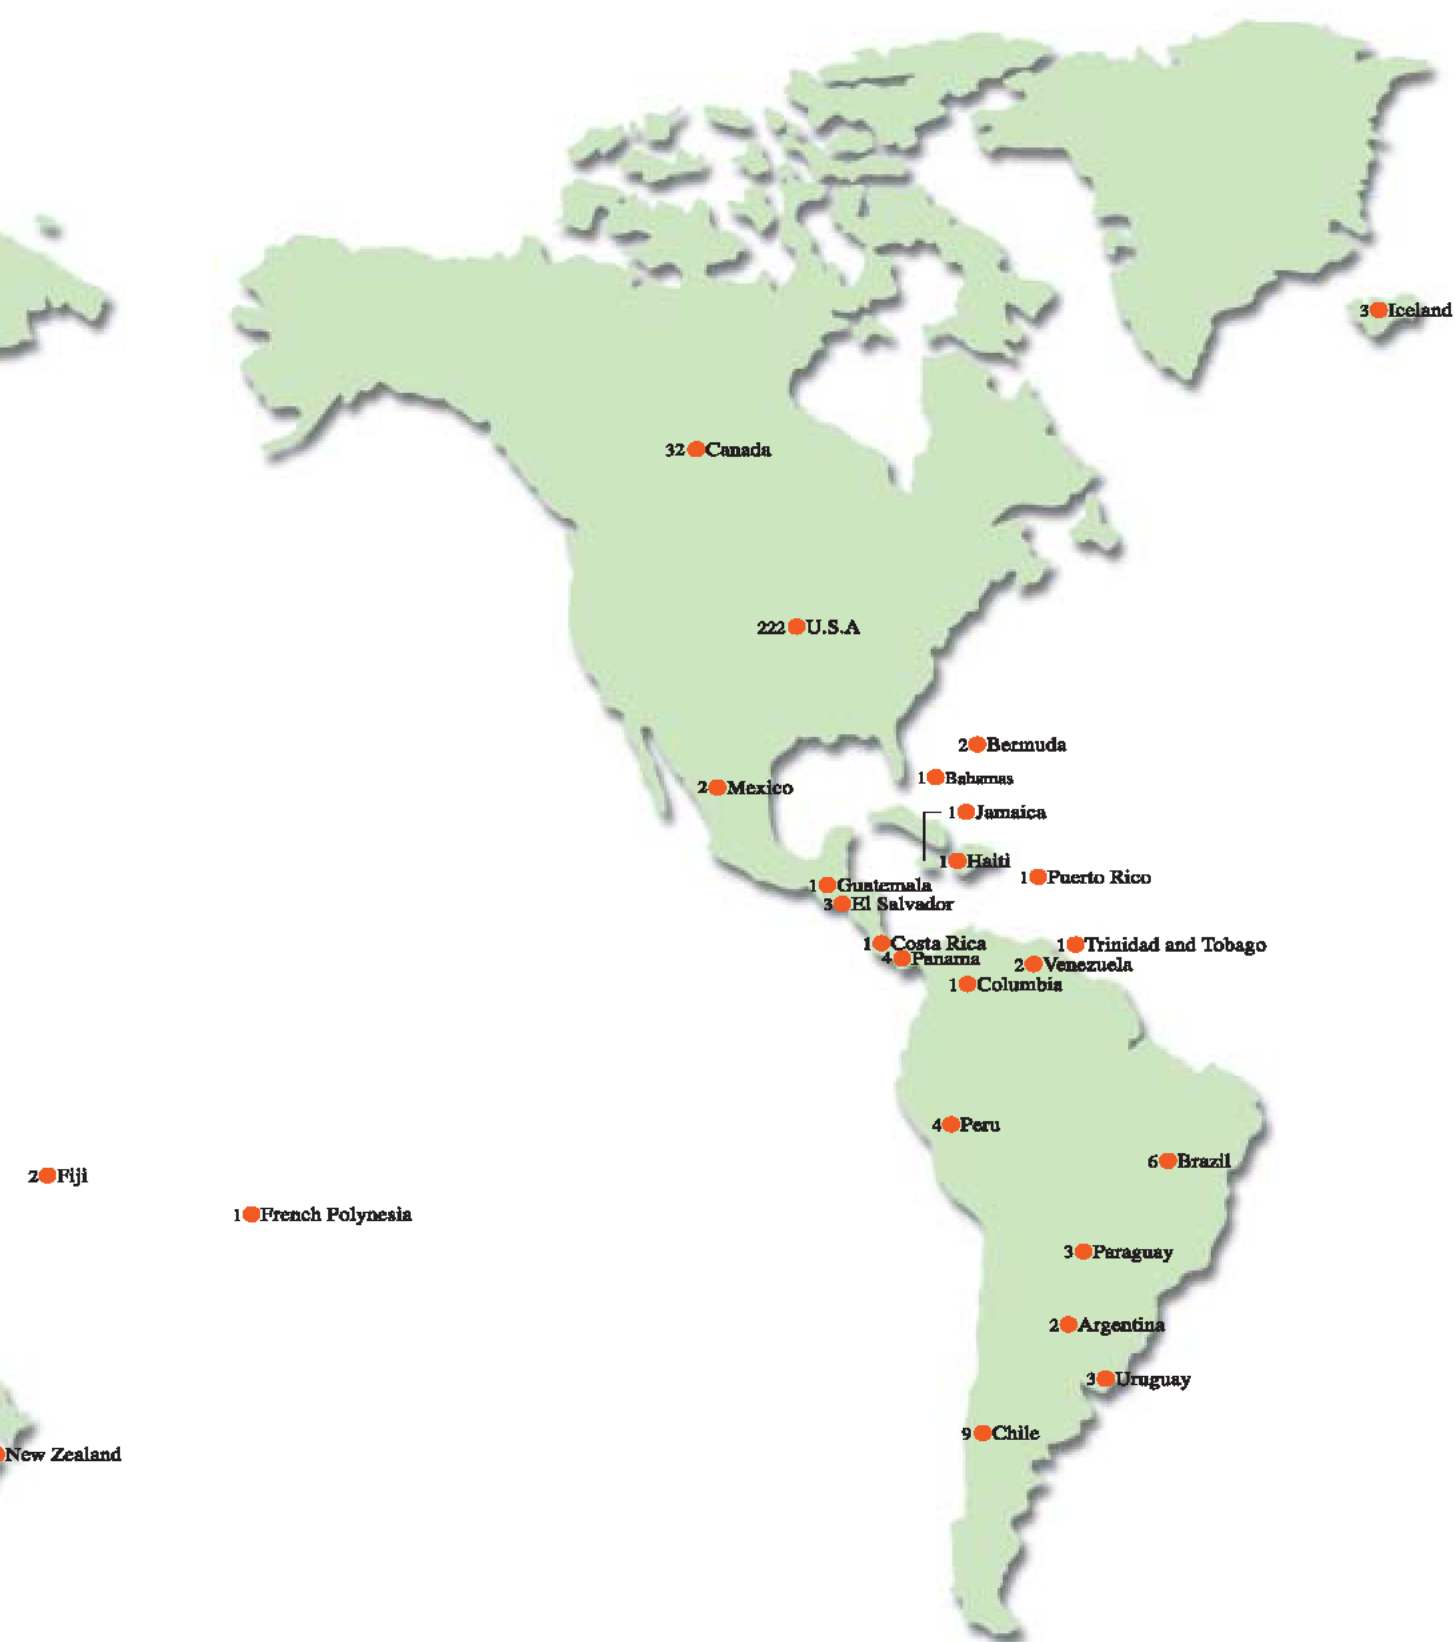 3 Iceland
32 Canada
222 U.S.A
2 Bermuda
1 Bahamas
2 Mexico
1 Jamaica
1 Haiti
1 Puerto Rico
1 Guatemala
3 El Salvador
1 Costa Rica
1 Trinidad and Tobago
4 Panama
2 Venezuela
1 Columbia
4 Peru
6 Brazil
2 Fiji
1 French Polynesia
3 Paraguay
2 Argentina
3 Uruguay
9 Chile
New Zealand